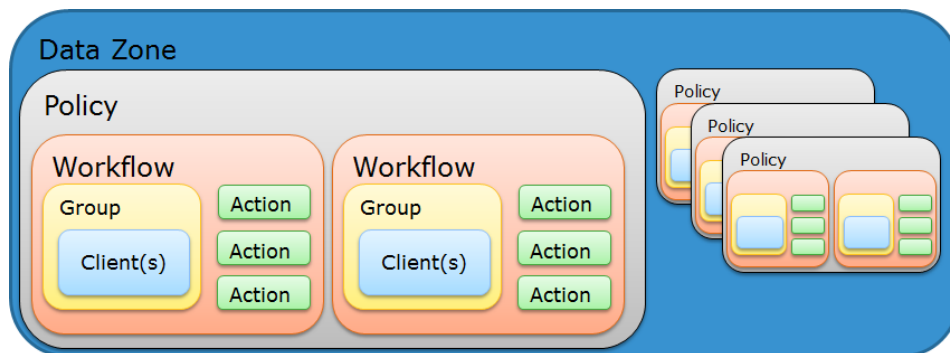 Data Zone
Policy
Workflow
Group
Client(s)
Action
Action
Action
Workflow
Group
Client(s)
Action
Action
Action
Policy
Policy
Policy